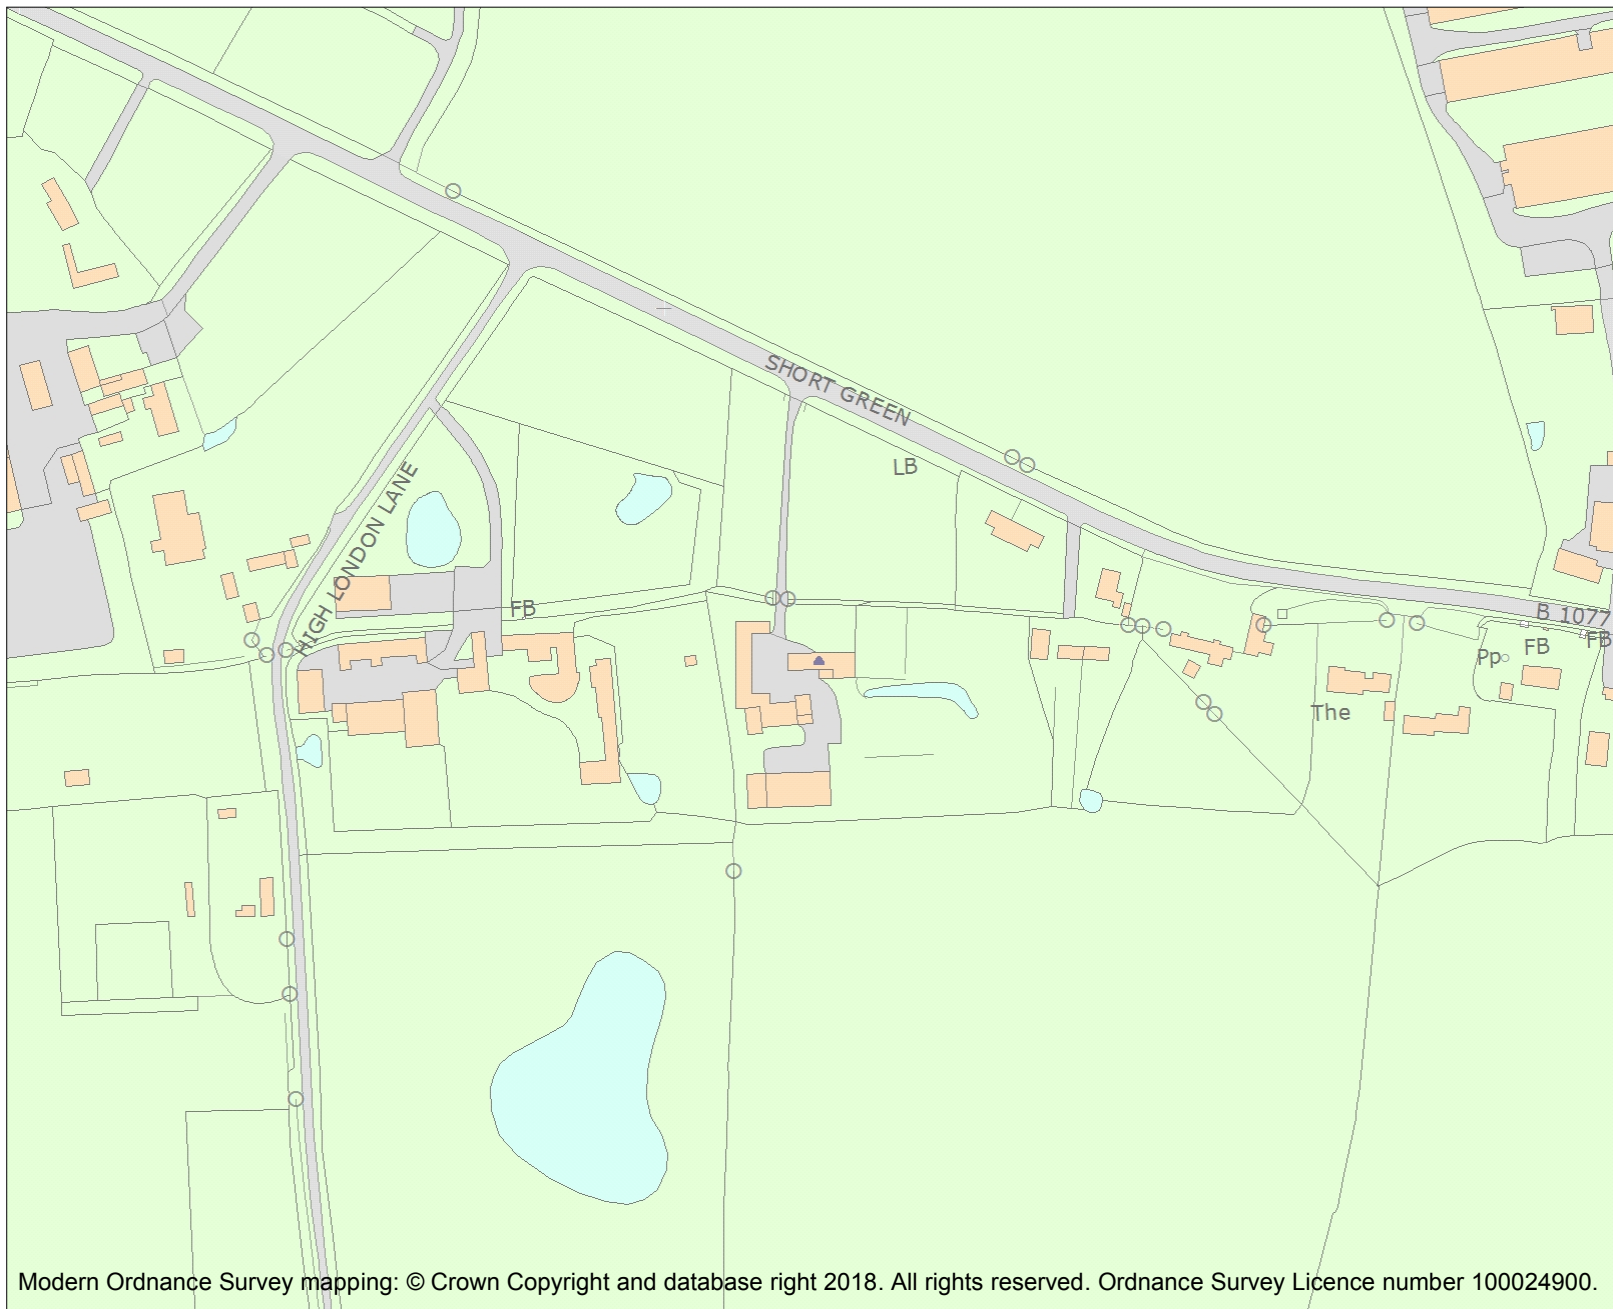 SHORT GREEN
LB
HIGH LONDON LANE
FB
B 1077
FB
FB
Pp
The
Modern Ordnance Survey mapping: © Crown Copyright and database right 2018. All rights reserved. Ordnance Survey Licence number 100024900.